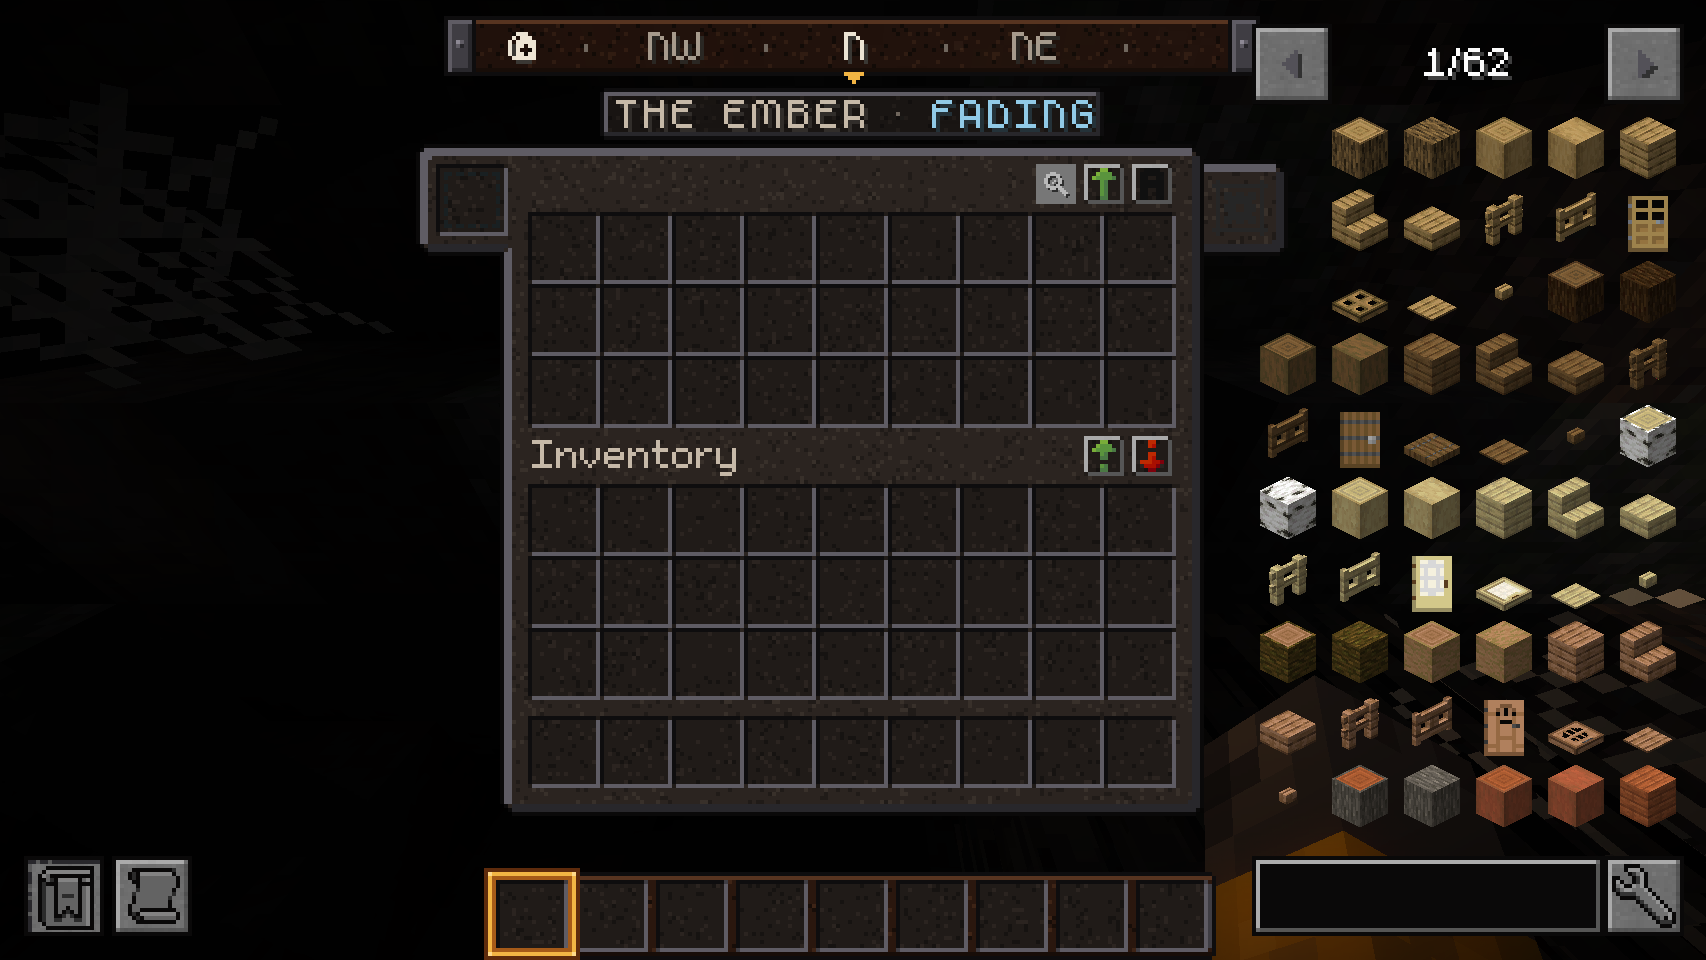 NW · N · NE ·
1/62
THE EMBER · FADING
Inventory